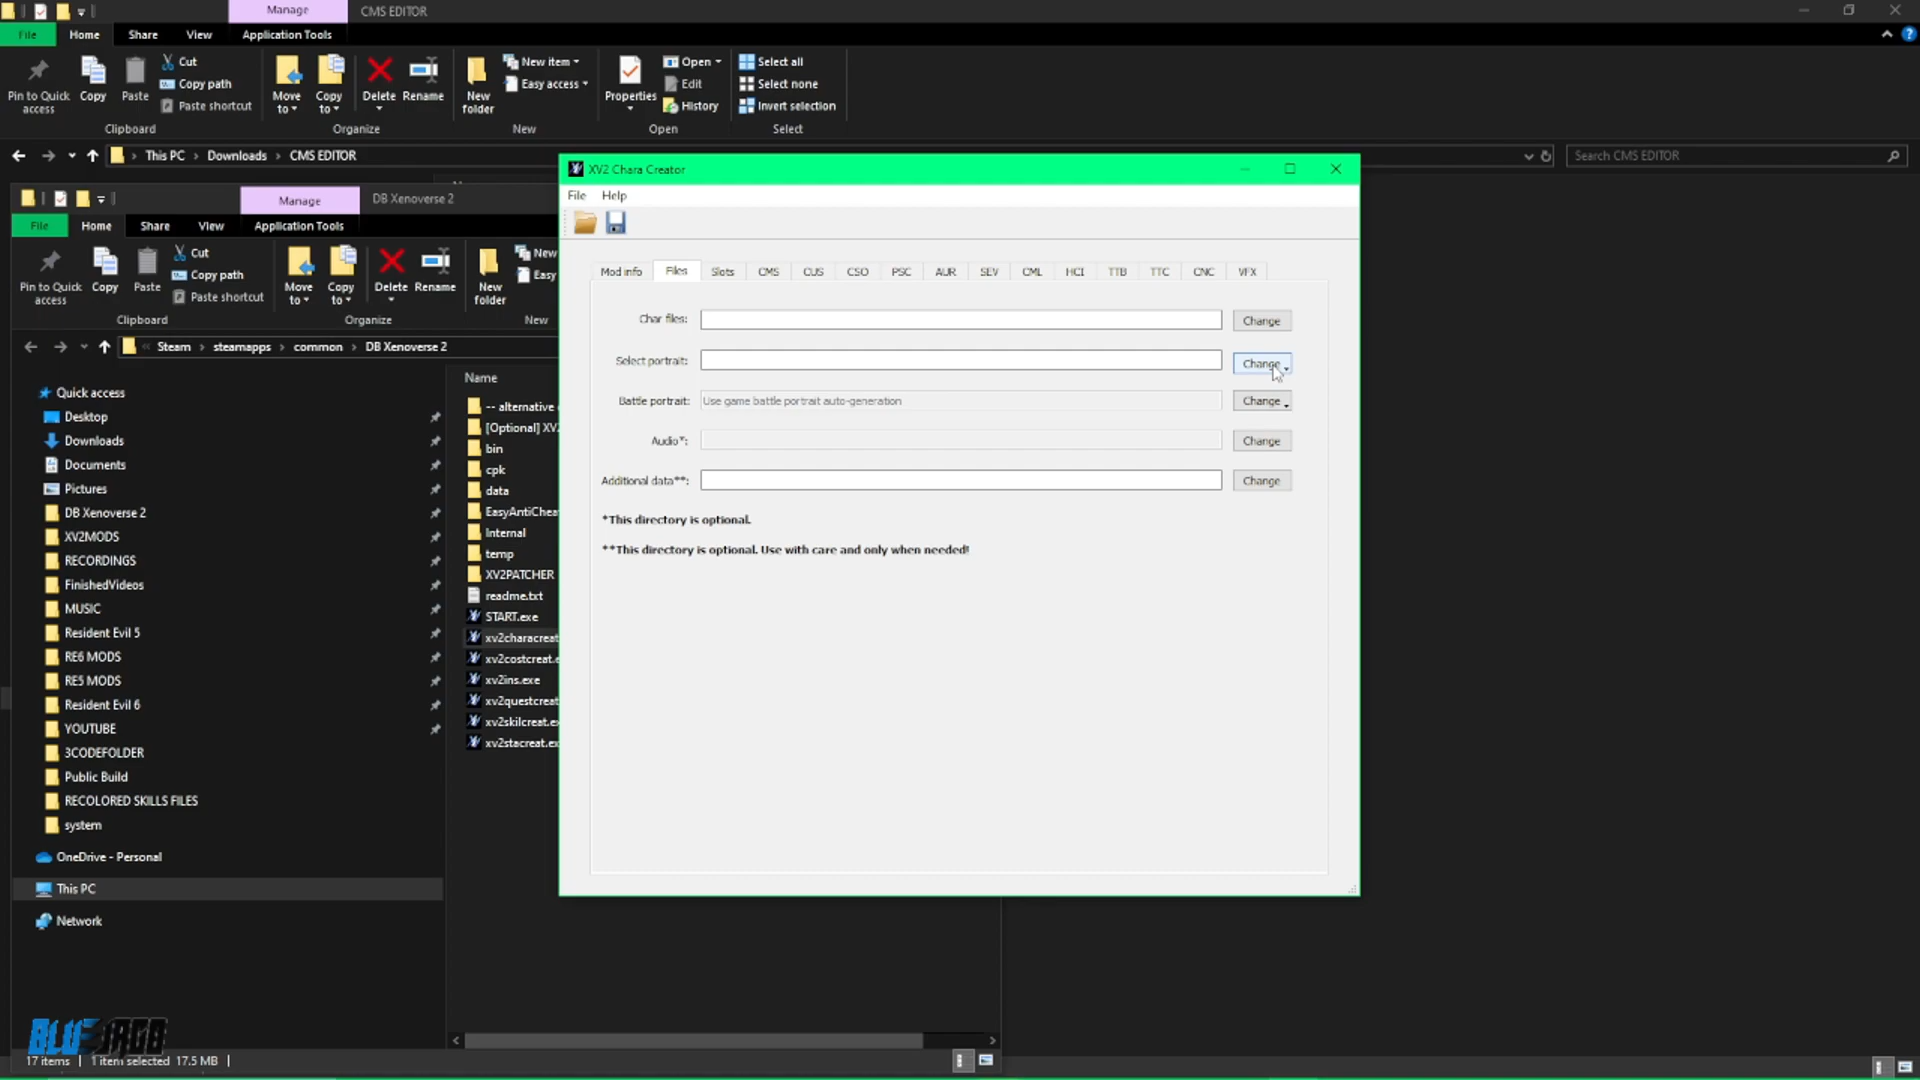 Manage
CMS EDITOR
File
Home
Share
View
Application Tools
Pin to Quick access
Copy
Paste
Cut
Copy path
Paste shortcut
Clipboard
Move to
Copy to
Delete
Rename
Organize
New folder
New item
Easy access
New
Properties
Open
Edit
History
Open
Select all
Select none
Invert selection
Select
This PC > Downloads > CMS EDITOR
Search CMS EDITOR
Manage
DB Xenoverse 2
File
Home
Share
View
Application Tools
Pin to Quick access
Copy
Paste
Cut
Copy path
Paste shortcut
Clipboard
Move to
Copy to
Delete
Rename
Organize
New folder
New
Easy
New
« Steam > steamapps > common > DB Xenoverse 2
Quick access
Desktop
Downloads
Documents
Pictures
DB Xenoverse 2
XV2MODS
RECORDINGS
FinishedVideos
MUSIC
Resident Evil 5
RE6 MODS
RE5 MODS
Resident Evil 6
YOUTUBE
3CODEFOLDER
Public Build
RECOLORED SKILLS FILES
system
OneDrive - Personal
This PC
Network
Name
-- alternative
[Optional] XV2
bin
cpk
data
EasyAntiChea
Internal
temp
XV2PATCHER
readme.txt
START.exe
xv2characreat
xv2costcreat.e
xv2ins.exe
xv2questcreat
xv2skilcreat.ex
xv2stacreat.ex
17 items
1 item selected 17.5 MB
BLUEJAGO
XV2 Chara Creator
File
Help
Mod info
Files
Slots
CMS
CUS
CSO
PSC
AUR
SEV
CML
HCI
TTB
TTC
CNC
VFX
Char files:
Change
Select portrait:
Change
Battle portrait:
Use game battle portrait auto-generation
Change
Audio*:
Change
Additional data**:
Change
*This directory is optional.
**This directory is optional. Use with care and only when needed!